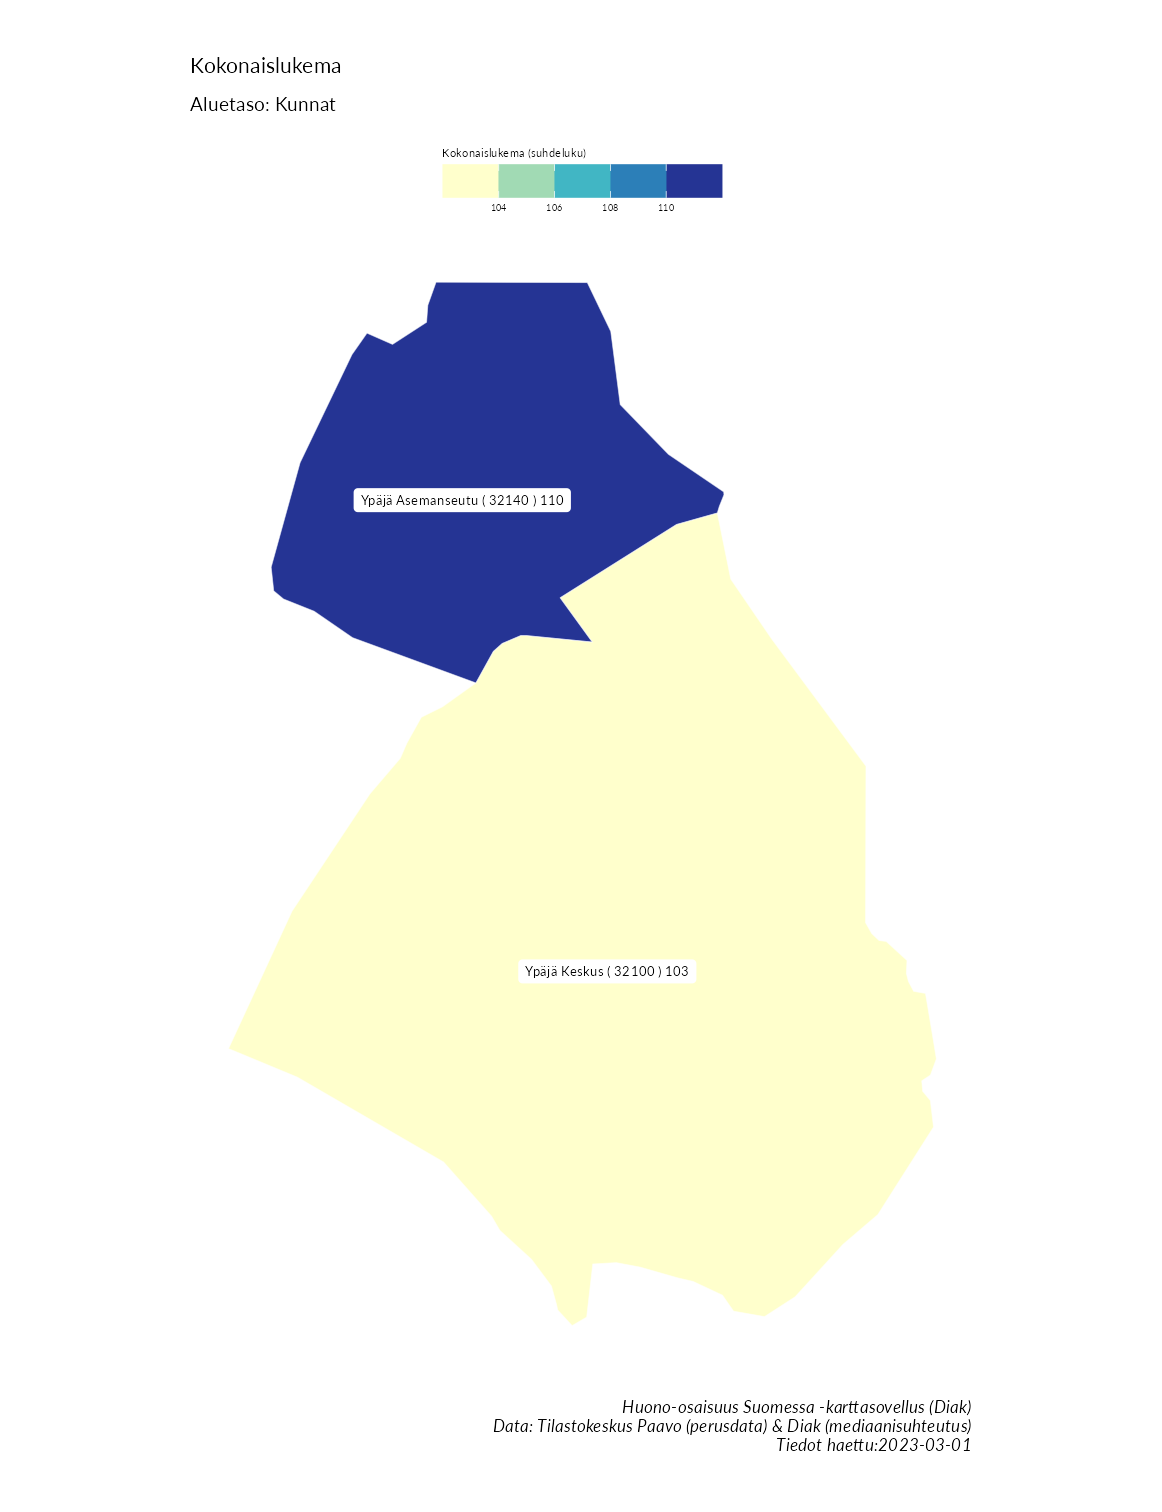 Kokonaislukema
Aluetaso: Kunnat
Kokonaislukema (suhdeluku)
104 106 108 110
Ypäjä Asemanseutu ( 32140 ) 110
Ypäjä Keskus ( 32100 ) 103
Huono-osaisuus Suomessa -karttasovellus (Diak)
Data: Tilastokeskus Paavo (perusdata) & Diak (mediaanisuhteutus)
Tiedot haettu:2023-03-01